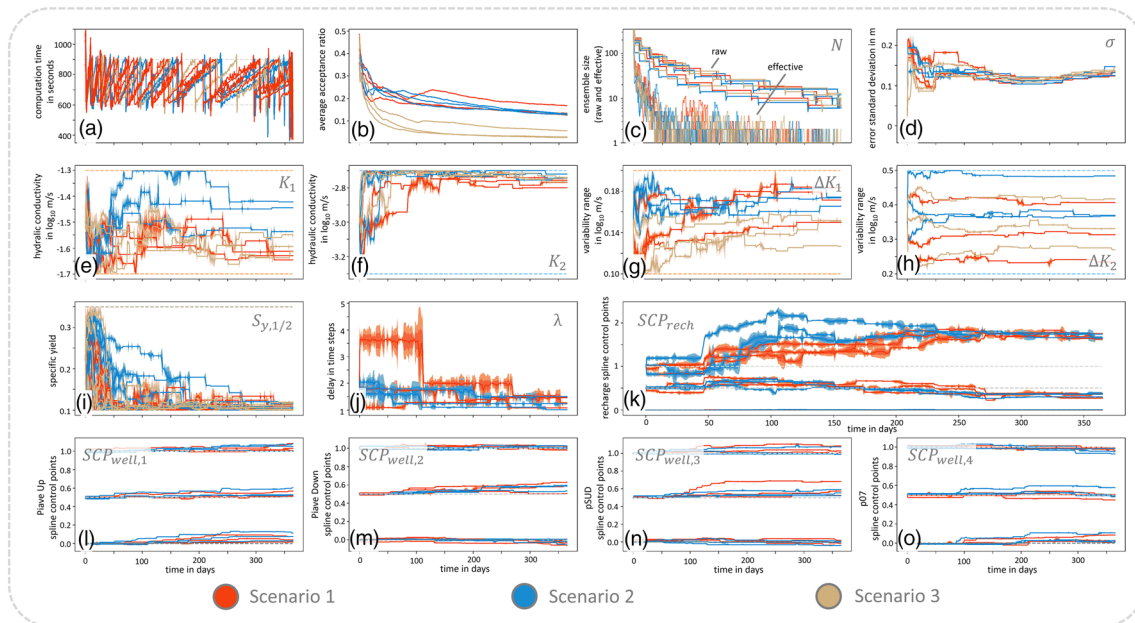 computation time
in seconds
1000
800
600
400
(a)
average acceptance ratio
0.4
0.3
0.2
0.1
(b)
ensemble size
(raw and effective)
100
10
1
raw
effective
N
(c)
error standard deviation in m
0.2
0.15
0.1
0.05
0
σ
(d)
hydralic conductivity
in log10 m/s
-1.3
-1.4
-1.5
-1.6
-1.7
K1
(e)
hydraulic conductivity
in log10 m/s
-2.8
-3.0
-3.2
K2
(f)
variability range
in log10 m/s
0.18
0.14
0.10
ΔK1
(g)
variability range
in log10 m/s
0.5
0.4
0.3
0.2
ΔK2
(h)
specific yield
0.3
0.2
0.1
Sy,1/2
(i)
delay in time steps
5
4
3
2
1
λ
(j)
recharge spline control points
2
1
0
SCPrech
(k)
0 50 100 150 200 250 300 350
time in days
Piave Up
spline control points
1.0
0.8
0.6
0.4
0.2
0.0
SCPwell,1
(l)
0 100 200 300
time in days
Piave Down
spline control points
1.0
0.8
0.6
0.4
0.2
0.0
SCPwell,2
(m)
0 100 200 300
time in days
pSUD
spline control points
1.0
0.8
0.6
0.4
0.2
0.0
SCPwell,3
(n)
0 100 200 300
time in days
p07
spline control points
1.0
0.8
0.6
0.4
0.2
0.0
SCPwell,4
(o)
0 100 200 300
time in days
Scenario 1
Scenario 2
Scenario 3